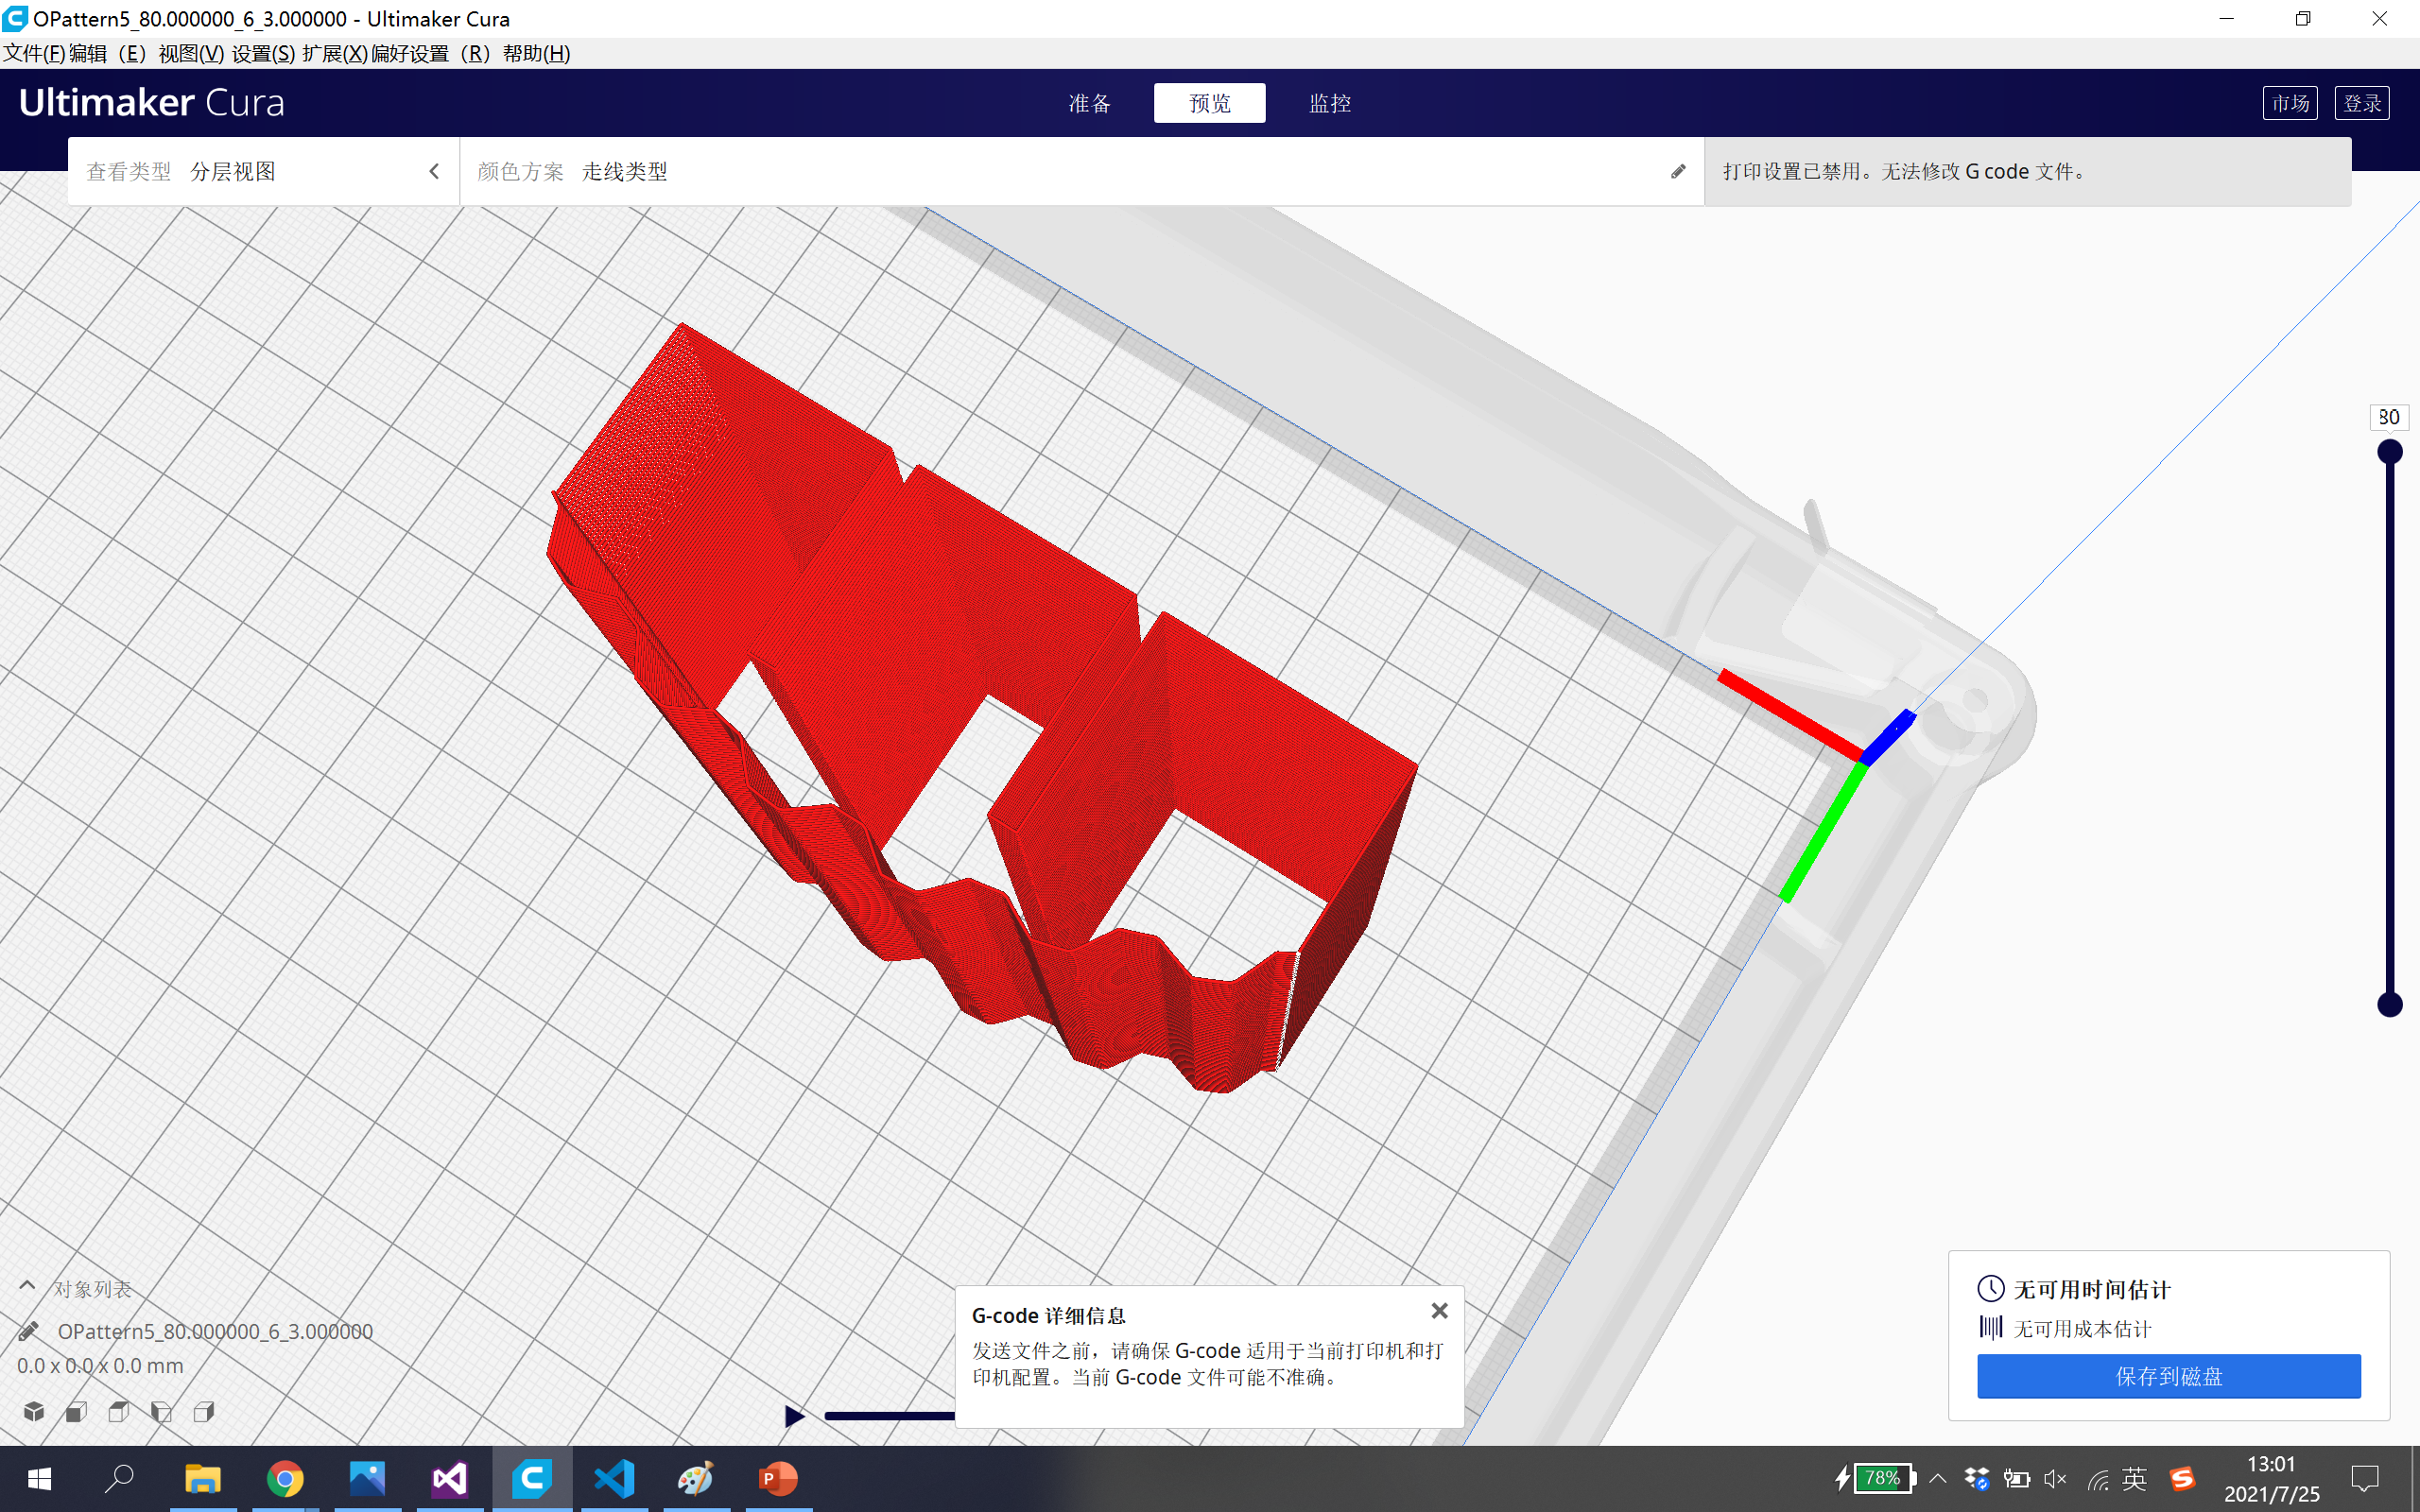 OPattern5_80.000000_6_3.000000 - Ultimaker Cura
文件(F) 编辑（E） 视图(V) 设置(S) 扩展(X) 偏好设置（R） 帮助(H)
Ultimaker Cura
准备
预览
监控
市场
登录
查看类型 分层视图
颜色方案 走线类型
打印设置已禁用。无法修改 G code 文件。
80
对象列表
OPattern5_80.000000_6_3.000000
0.0 x 0.0 x 0.0 mm
G-code 详细信息
发送文件之前，请确保 G-code 适用于当前打印机和打
印机配置。当前 G-code 文件可能不准确。
无可用时间估计
无可用成本估计
保存到磁盘
78%
英
13:01
2021/7/25